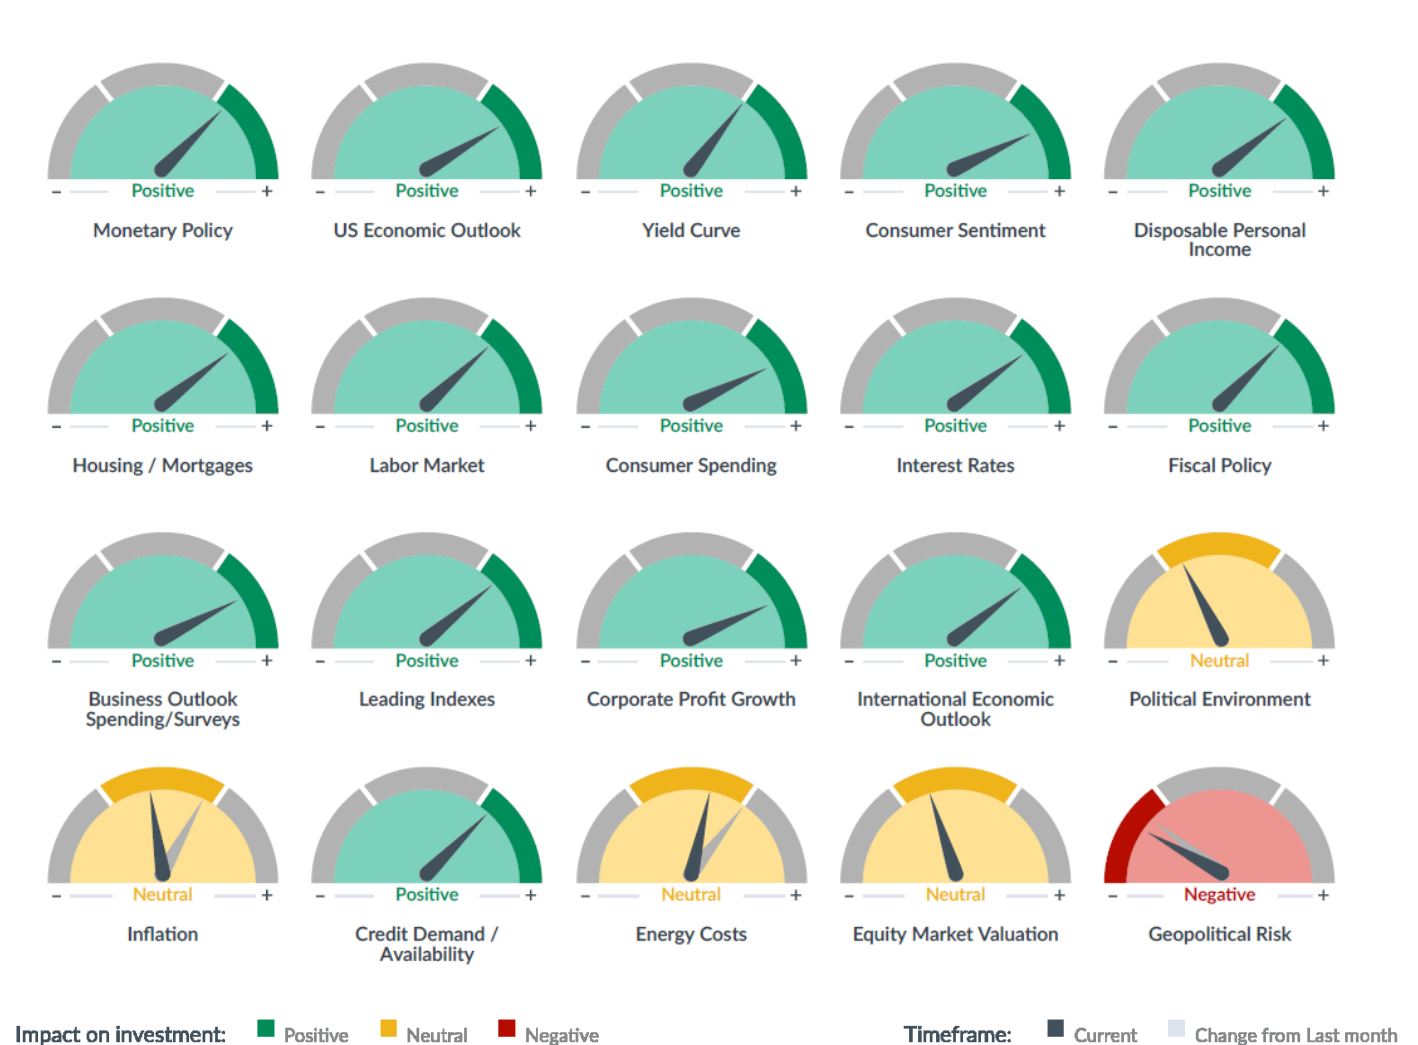 – Positive +
– Positive +
– Positive +
– Positive +
– Positive +
Monetary Policy
US Economic Outlook
Yield Curve
Consumer Sentiment
Disposable Personal
Income
– Positive +
– Positive +
– Positive +
– Positive +
– Positive +
Housing / Mortgages
Labor Market
Consumer Spending
Interest Rates
Fiscal Policy
– Positive +
– Positive +
– Positive +
– Positive +
– Neutral +
Business Outlook
Spending/Surveys
Leading Indexes
Corporate Profit Growth
International Economic
Outlook
Political Environment
– Neutral +
– Positive +
– Neutral +
– Neutral +
– Negative +
Inflation
Credit Demand /
Availability
Energy Costs
Equity Market Valuation
Geopolitical Risk
Impact on investment: Positive Neutral Negative
Timeframe: Current Change from Last month